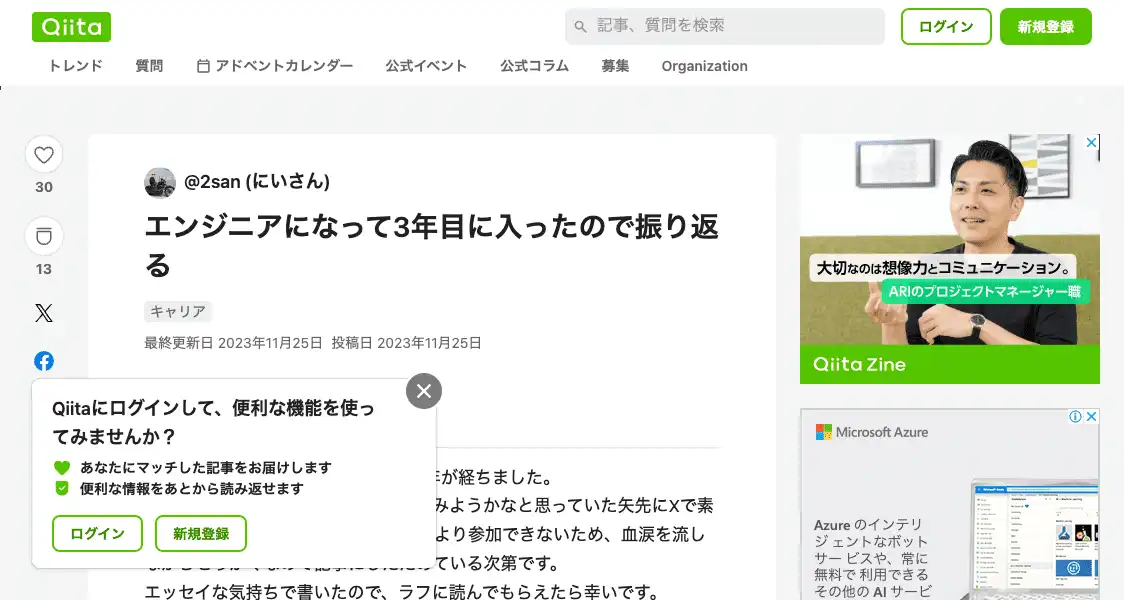 Qiita
記事、質問を検索
ログイン
新規登録
トレンド
質問
アドベントカレンダー
公式イベント
公式コラム
募集
Organization
30
13
@2san (にいさん)
エンジニアになって3年目に入ったので振り返
る
キャリア
最終更新日 2023年11月25日 投稿日 2023年11月25日
Qiitaにログインして、便利な機能を使っ
てみませんか？
あなたにマッチした記事をお届けします
便利な情報をあとから読み返せます
ログイン
新規登録
が経ちました。
みようかなと思っていた矢先にXで素
より参加できないため、血涙を流し
ている次第です。
エッセイな気持ちで書いたので、ラフに読んでもらえたら幸いです。
大切なのは想像力とコミュニケーション。
ARIのプロジェクトマネージャー職
Qiita Zine
Microsoft Azure
Azure のインテリ
ジェントなボット
サービスや、常に
無料で 利用できる
その他の AI サービ